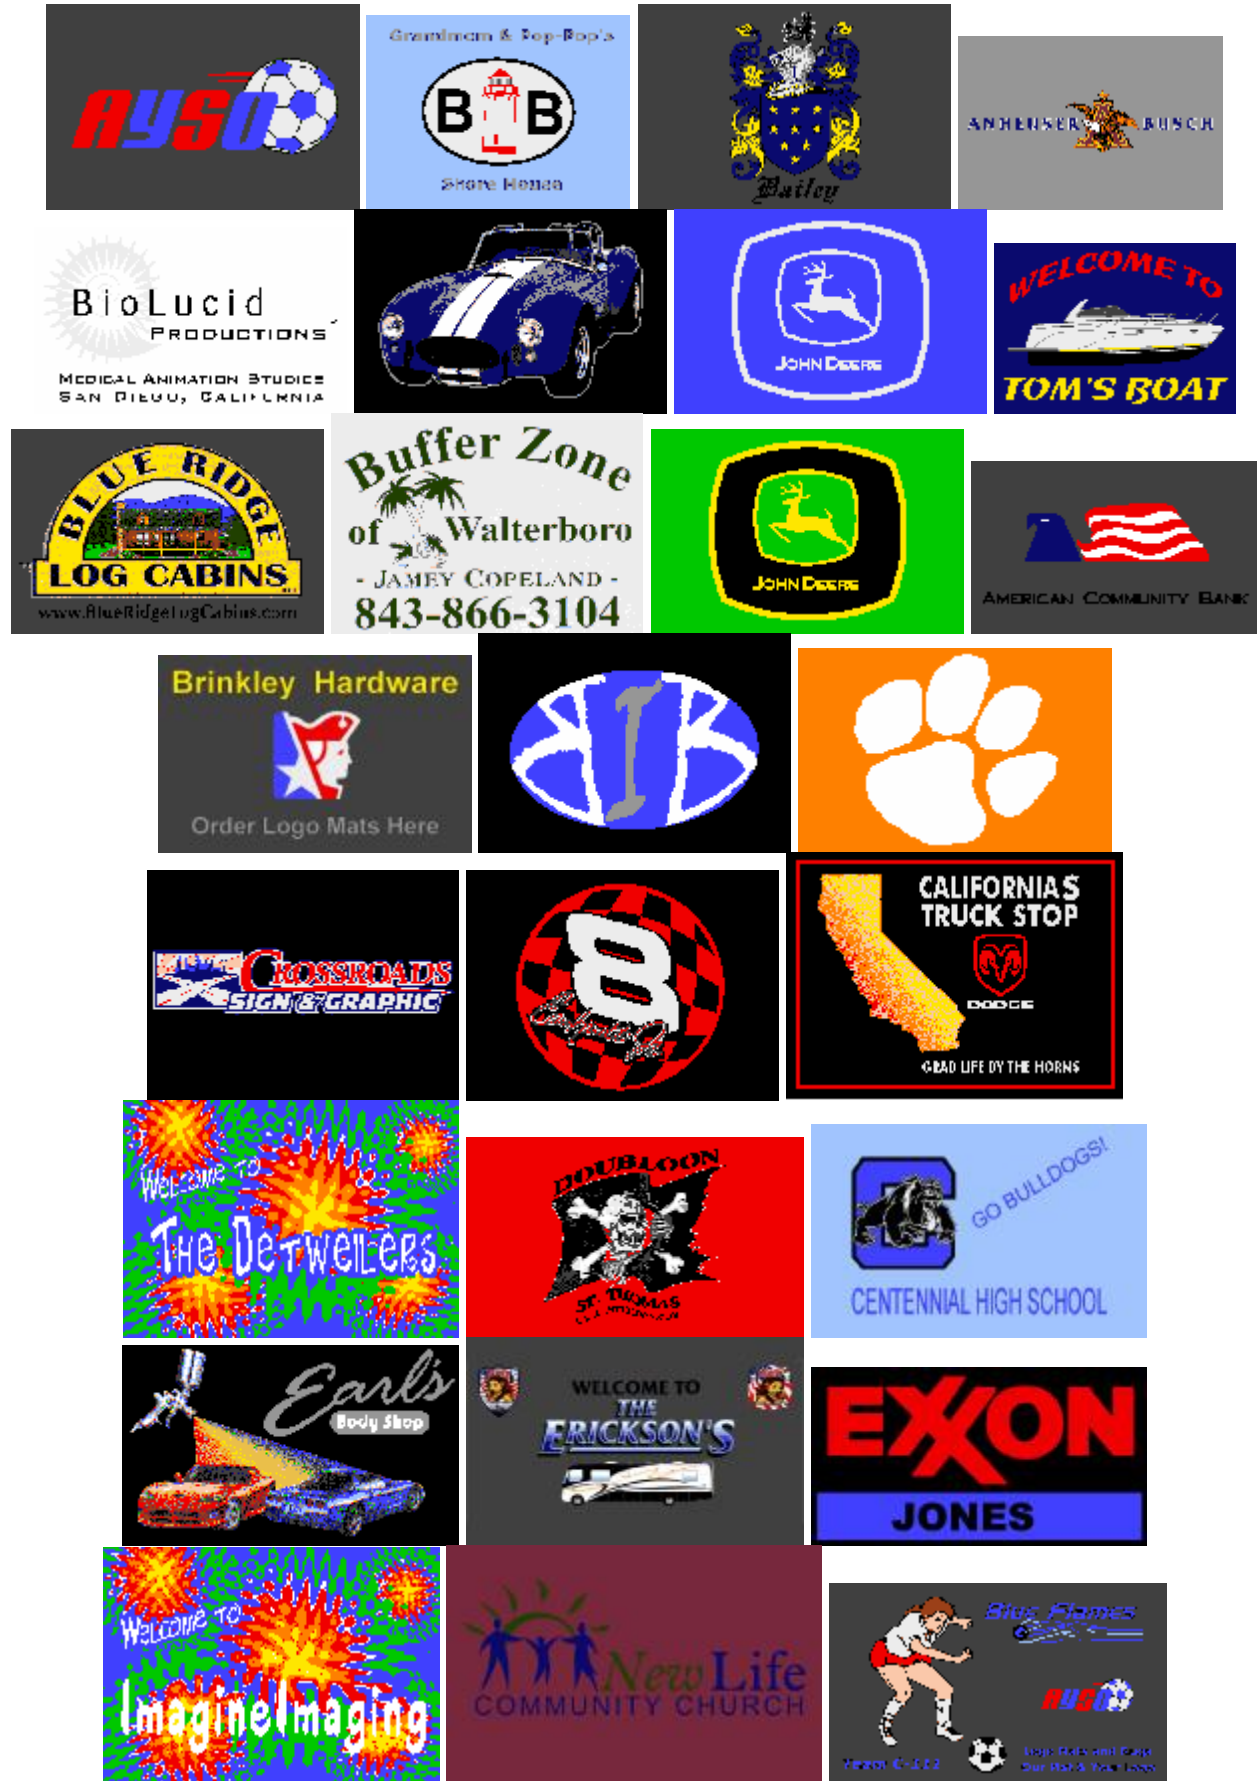 AYSO
Grandmom & Pop-Pop's
B B
Shore House
Bailey
ANHEUSER BUSCH
BioLucid
PRODUCTIONS
MEDICAL ANIMATION STUDIOS
SAN DIEGO, CALIFORNIA
JOHN DEERE
WELCOME TO
TOM'S BOAT
BLUE RIDGE
LOG CABINS
www.BlueRidgeLogCabins.com
Buffer Zone
of Walterboro
- JAMEY COPELAND -
843-866-3104
JOHN DEERE
AMERICAN COMMUNITY BANK
Brinkley Hardware
Order Logo Mats Here
CROSSROADS
SIGN & GRAPHIC
8
CALIFORNIAS
TRUCK STOP
DODGE
GRAB LIFE BY THE HORNS
WELCOME TO
THE DETWEILERS
DOUBLOON
ST. THOMAS
C
GO BULLDOGS!
CENTENNIAL HIGH SCHOOL
Earl's
Body Shop
WELCOME TO
THE
ERICKSON'S
EXXON
JONES
WELCOME TO
Imagine Imaging
New Life
COMMUNITY CHURCH
Blue Flames
AYSO